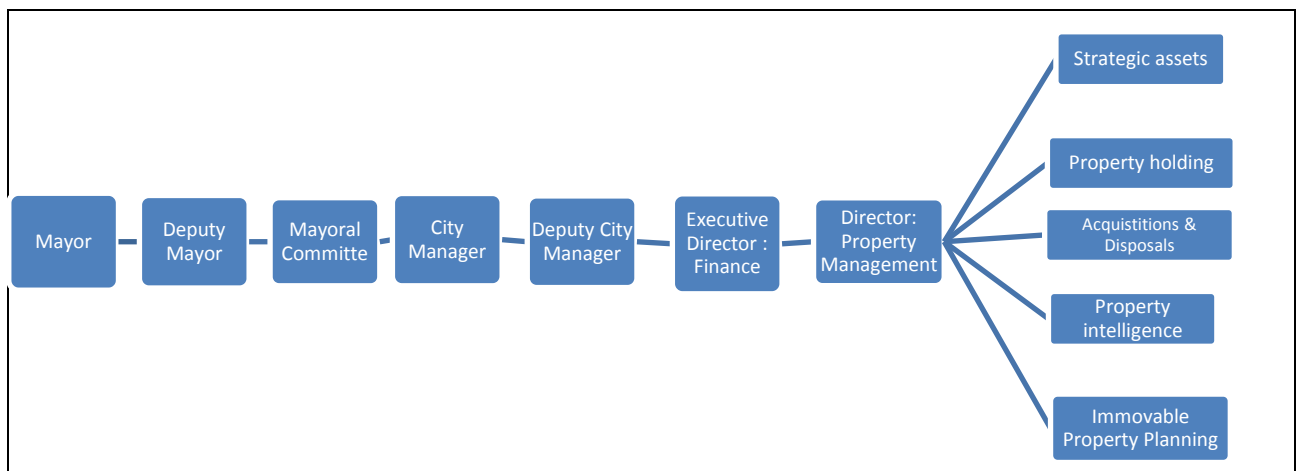 Mayor
Deputy
Mayor
Mayoral
Committe
City
Manager
Deputy City
Manager
Executive
Director :
Finance
Director:
Property
Management
Strategic assets
Property holding
Acquistitions &
Disposals
Property
intelligence
Immovable
Property Planning